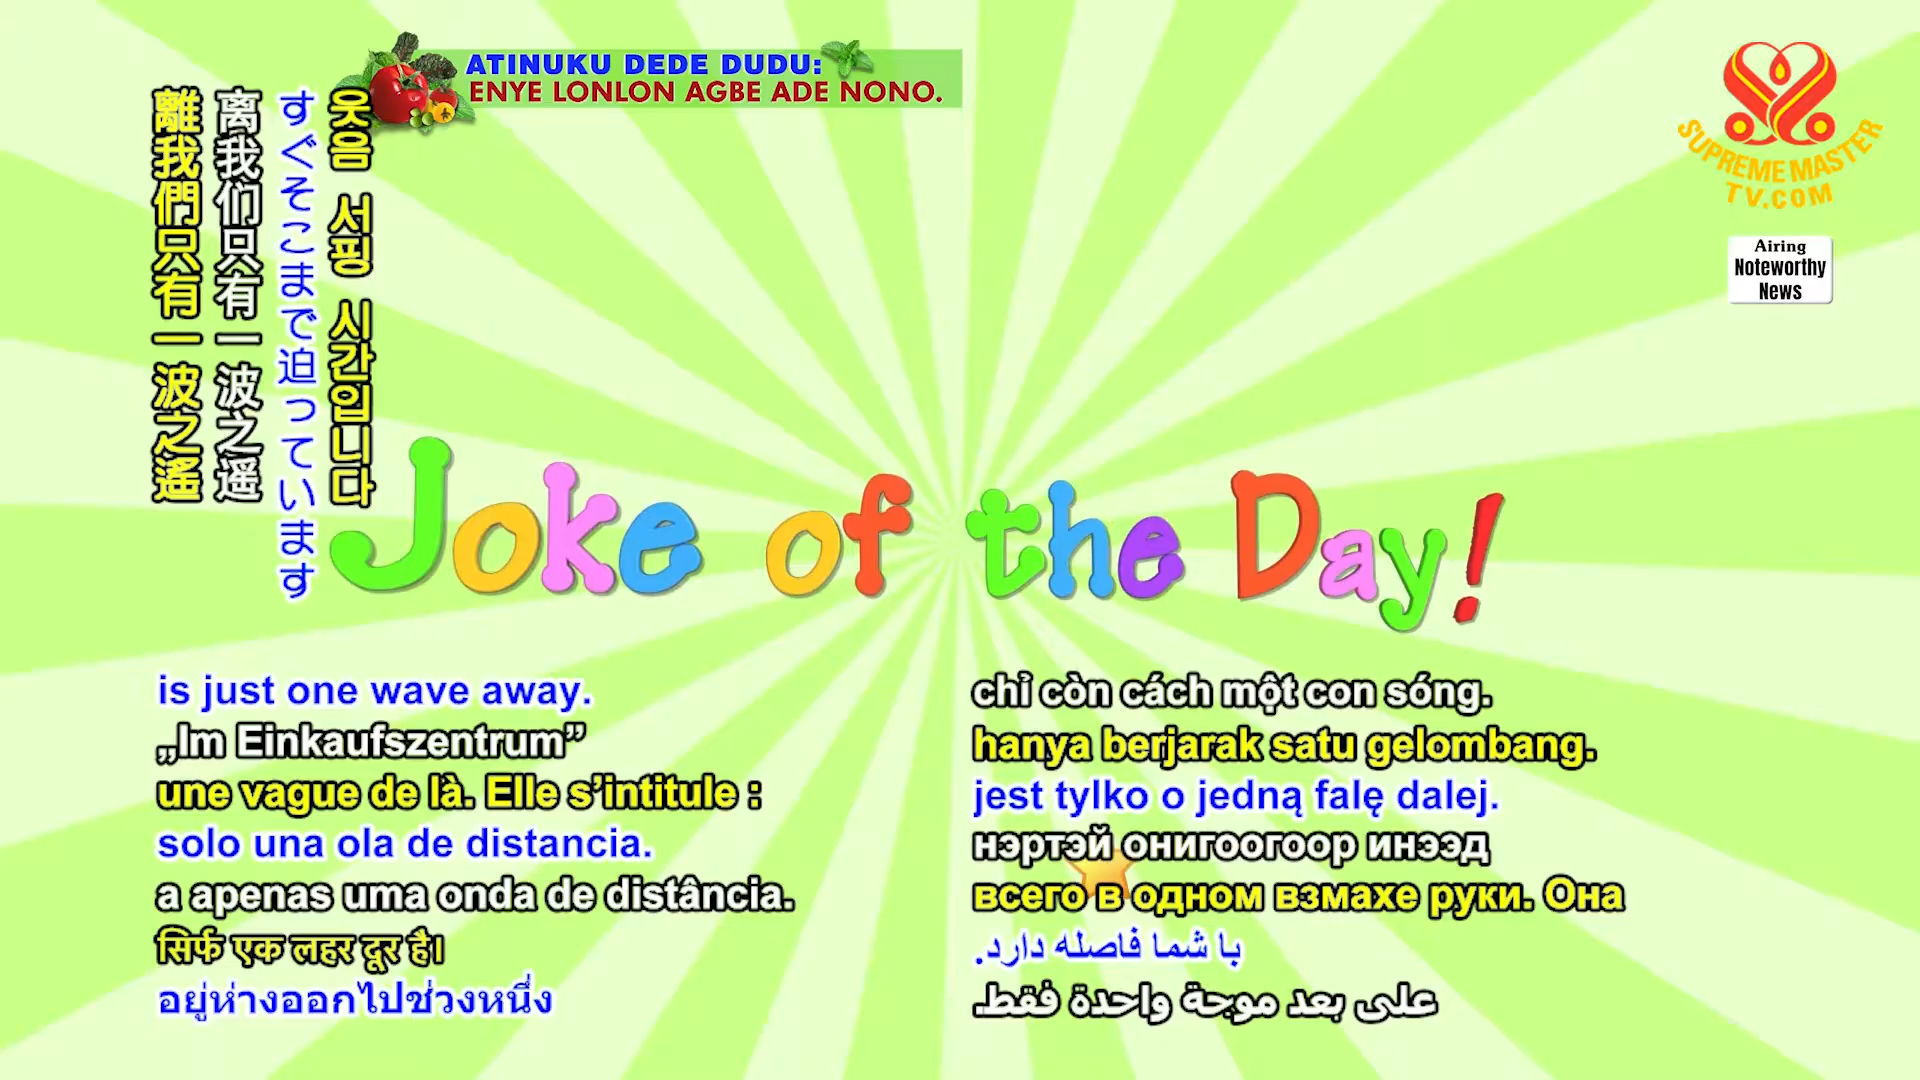 ATINUKU DEDE DUDU:
ENYE LONLON AGBE ADE NONO.
SUPREME MASTER
TV.COM
Airing
Noteworthy
News
離我們只有一波之遙
离我们只有一波之遥
すぐそこまで迫っています
웃음 서핑 시간입니다
Joke of the Day!
is just one wave away.
„Im Einkaufszentrum”
une vague de là. Elle s’intitule :
solo una ola de distancia.
a apenas uma onda de distância.
सिर्फ एक लहर दूर है।
อยู่ห่างออกไปช่วงหนึ่ง
chỉ còn cách một con sóng.
hanya berjarak satu gelombang.
jest tylko o jedną falę dalej.
нэртэй онигоогоор инээд
всего в одном взмахе руки. Она
با شما فاصله دارد.
على بعد موجة واحدة فقط.